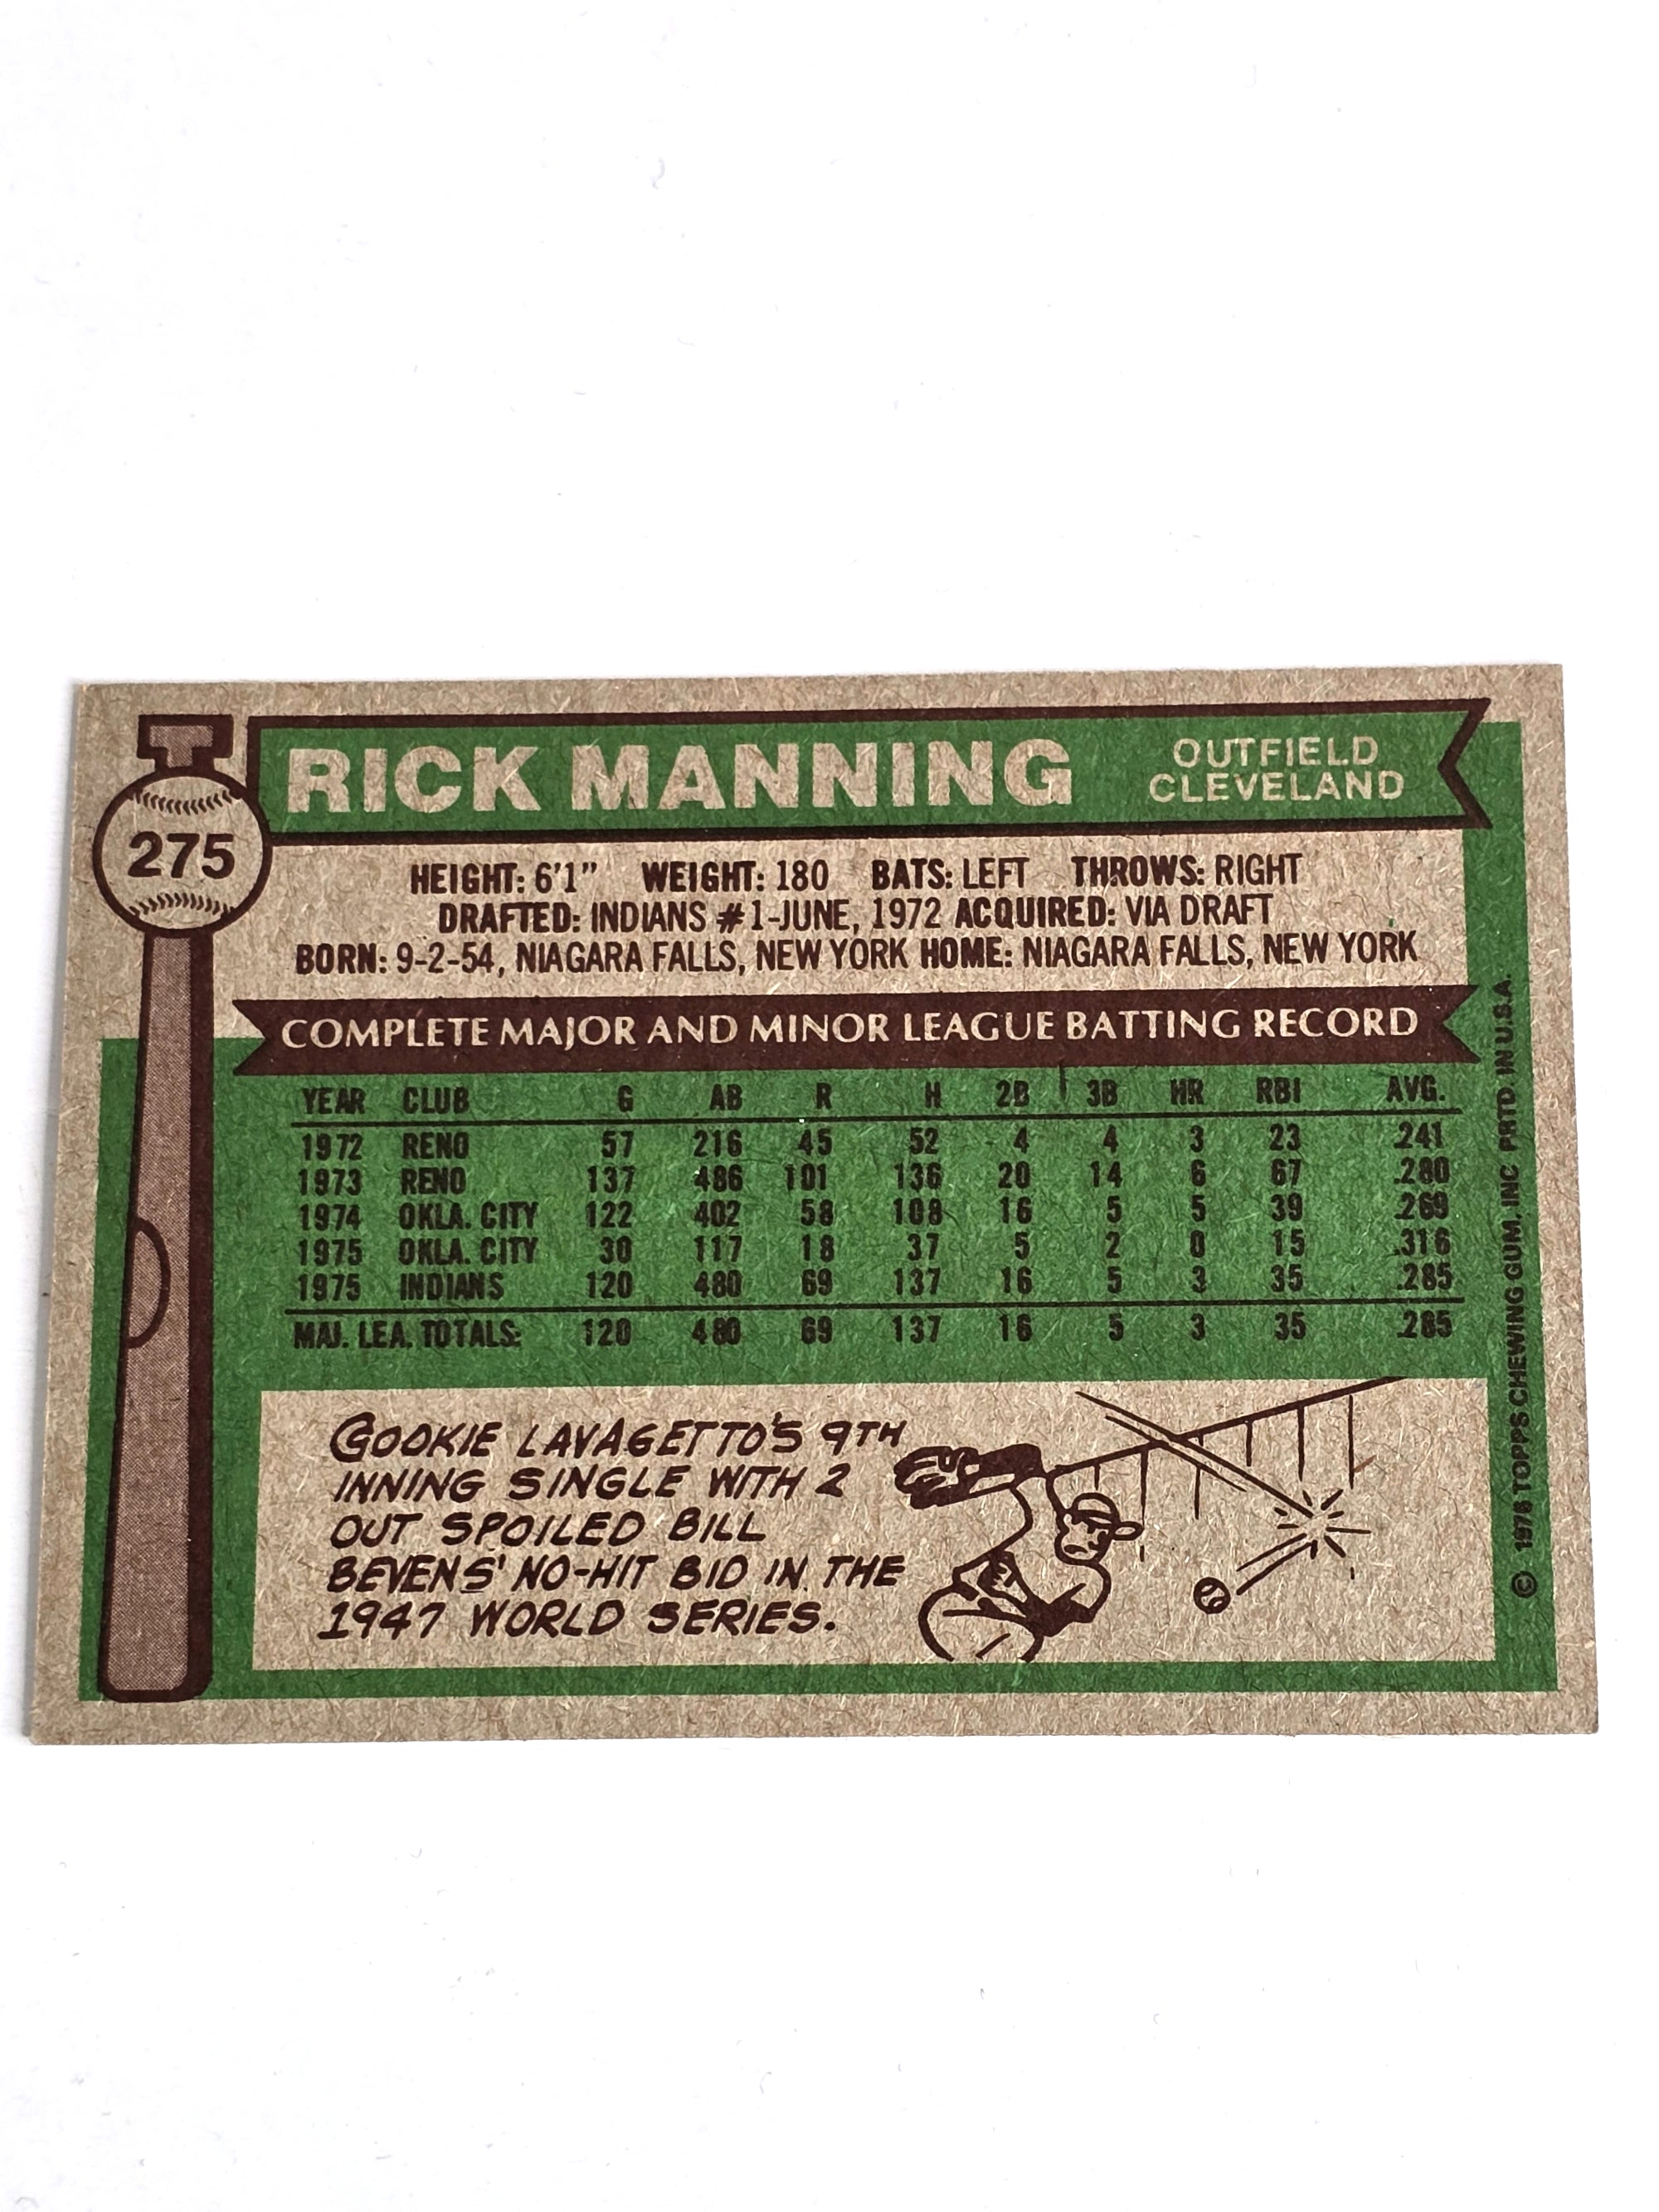 RICK MANNING OUTFIELD
CLEVELAND
275
HEIGHT: 6'1" WEIGHT: 180 BATS: LEFT THROWS: RIGHT
DRAFTED: INDIANS #1-JUNE, 1972 ACQUIRED: VIA DRAFT
BORN: 9-2-54, NIAGARA FALLS, NEW YORK HOME: NIAGARA FALLS, NEW YORK
COMPLETE MAJOR AND MINOR LEAGUE BATTING RECORD
YEAR CLUB G AB R H 2B 3B HR RBI AVG.
1972 RENO 57 216 45 52 4 4 3 23 .241
1973 RENO 137 486 101 136 20 14 6 67 .280
1974 OKLA. CITY 122 402 58 108 16 5 5 39 .269
1975 OKLA. CITY 30 117 18 37 5 2 0 15 .316
1975 INDIANS 120 480 69 137 16 5 3 35 .285
MAJ. LEA. TOTALS: 120 480 69 137 16 5 3 35 .285
COOKIE LAVAGETTO'S 9TH
INNING SINGLE WITH 2
OUT SPOILED BILL
BEVENS' NO-HIT BID IN THE
1947 WORLD SERIES.
© 1976 TOPPS CHEWING GUM, INC PRTD. IN U.S.A.